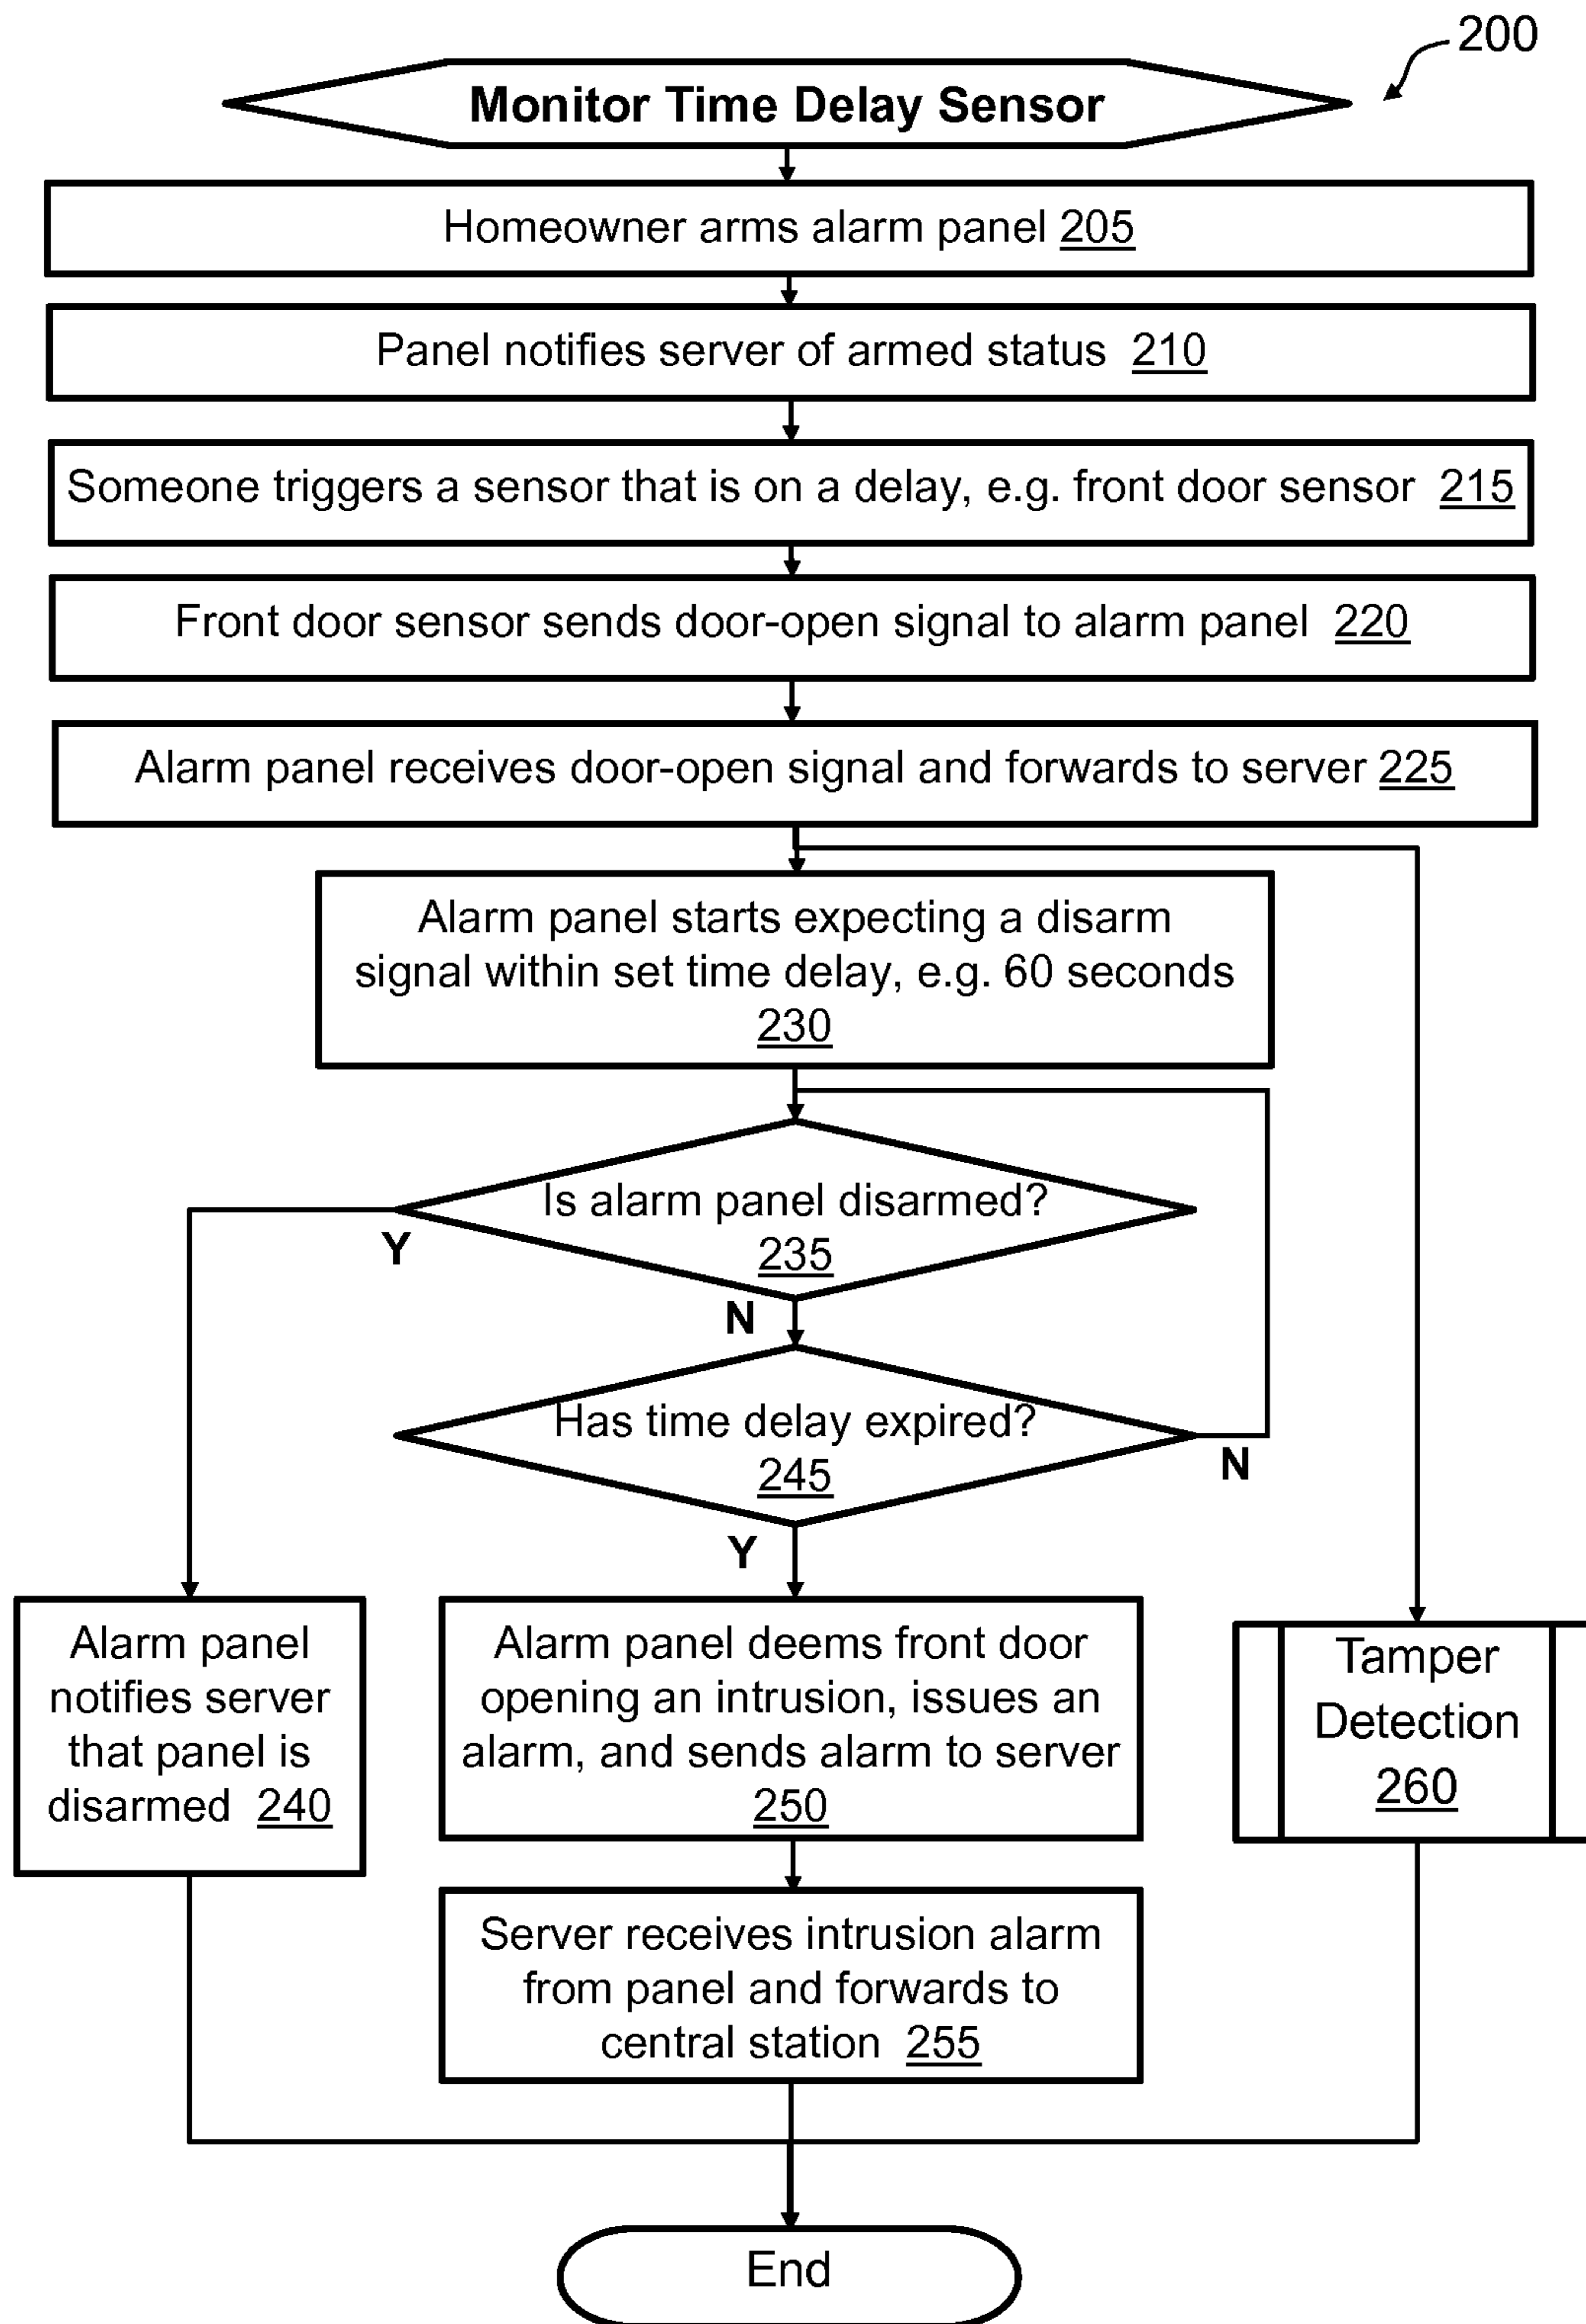 200
Monitor Time Delay Sensor
Homeowner arms alarm panel 205
Panel notifies server of armed status 210
Someone triggers a sensor that is on a delay, e.g. front door sensor 215
Front door sensor sends door-open signal to alarm panel 220
Alarm panel receives door-open signal and forwards to server 225
Alarm panel starts expecting a disarm
signal within set time delay, e.g. 60 seconds
230
Is alarm panel disarmed?
235
Y
N
Has time delay expired?
245
N
Y
Alarm panel
notifies server
that panel is
disarmed 240
Alarm panel deems front door
opening an intrusion, issues an
alarm, and sends alarm to server
250
Tamper
Detection
260
Server receives intrusion alarm
from panel and forwards to
central station 255
End